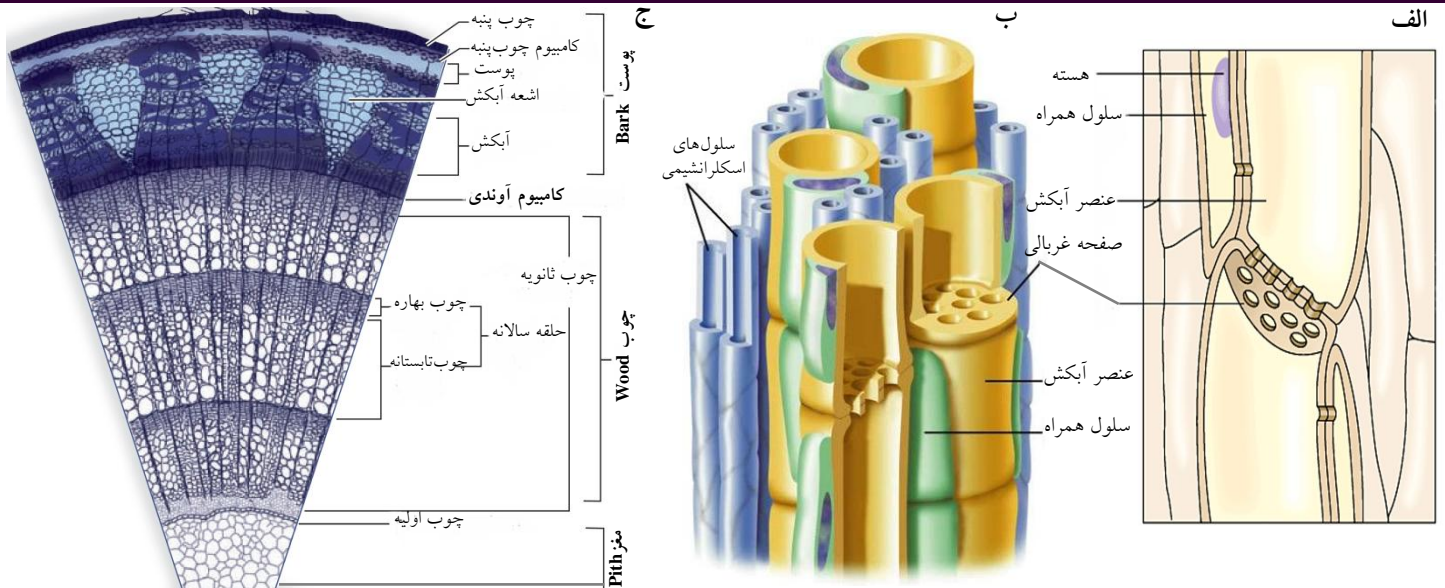 الف
هسته
سلول همراه
عنصر آبکش
صفحه غربالی
عنصر آبکش
سلول همراه
ب
سلول‌های
اسکلرانشیمی
ج
چوب پنبه
کامبیوم چوب‌پنبه
پوست
اشعه آبکش
آبکش
پوست Bark
کامبیوم آوندی
چوب ثانویه
چوب بهاره
حلقه سالانه
چوب‌تابستانه
چوب Wood
چوب اولیه
مغز Pith